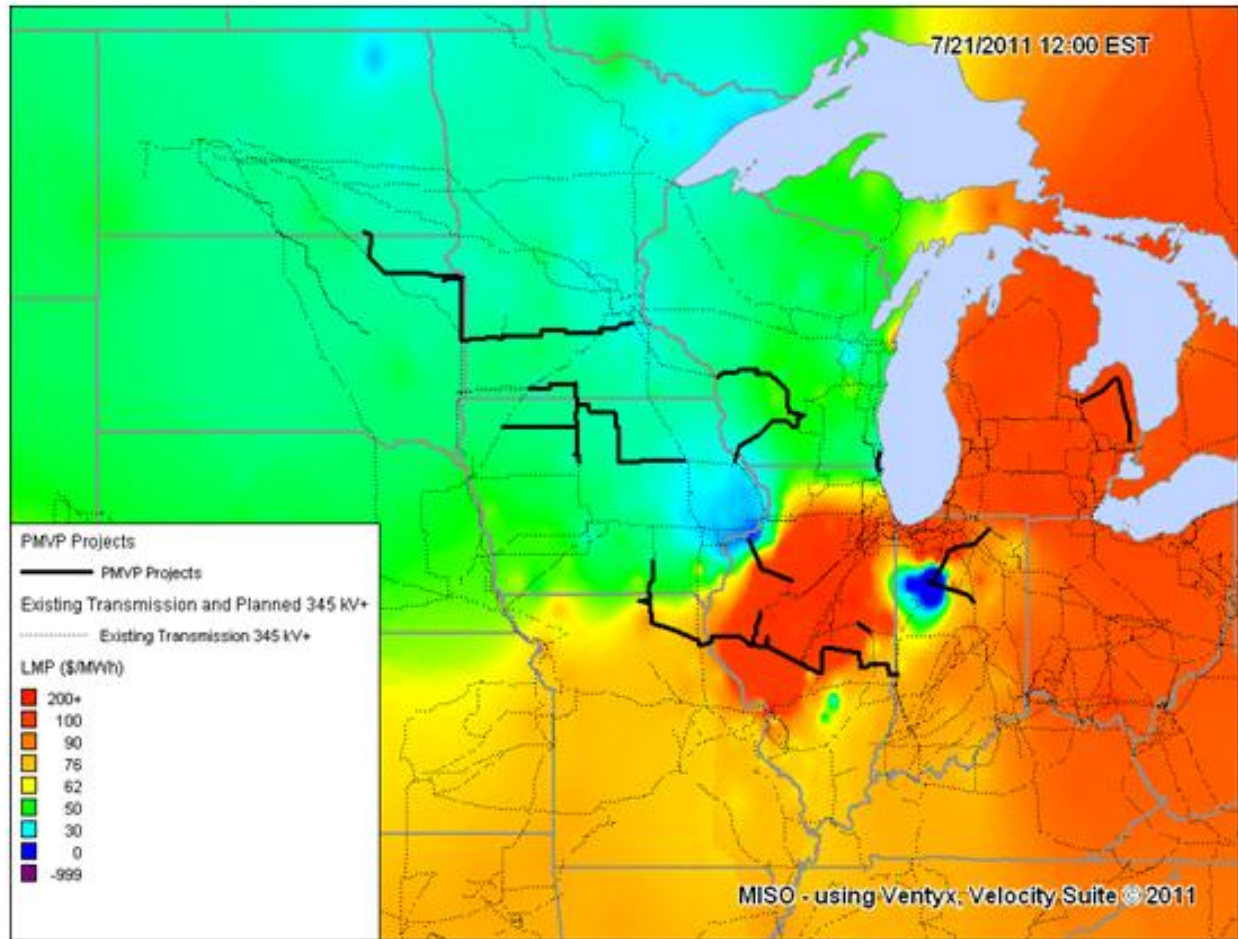 7/21/2011 12:00 EST
PMVP Projects
PMVP Projects
Existing Transmission and Planned 345 kV+
Existing Transmission 345 kV+
LMP ($/MWh)
200+
100
90
76
62
50
30
0
-999
MISO - using Ventyx, Velocity Suite © 2011